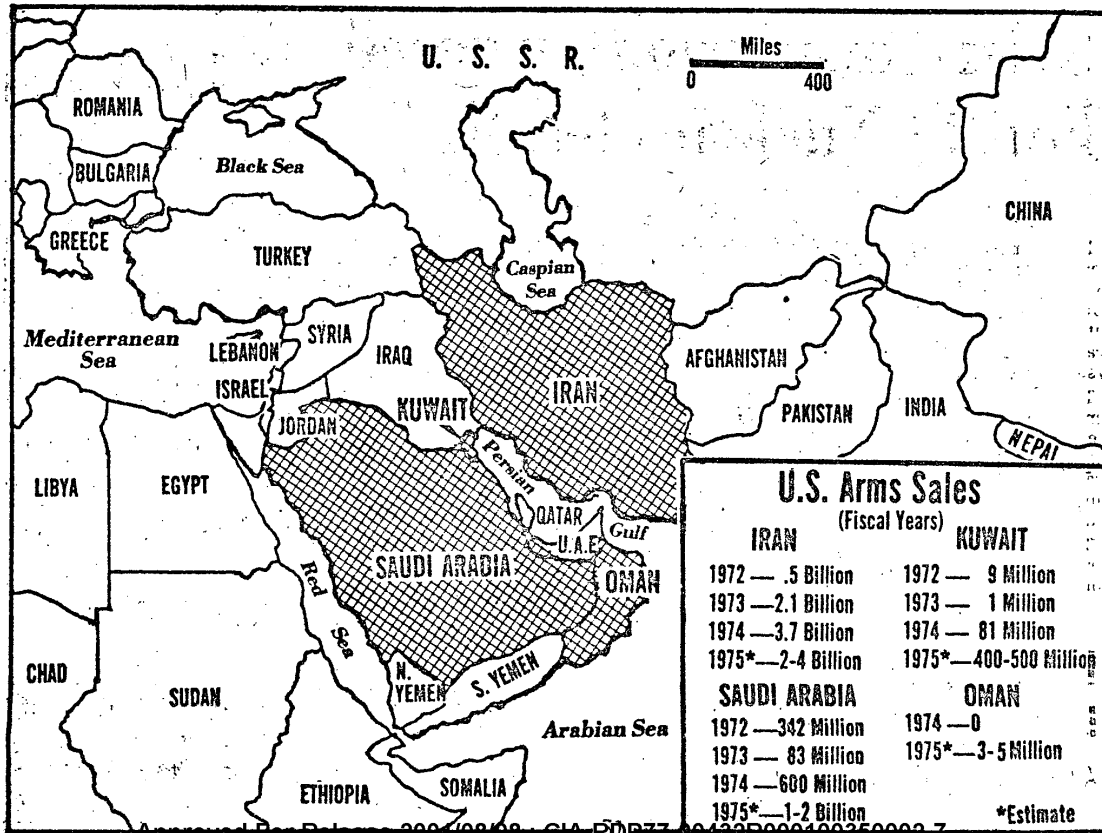 U. S. S. R.
Miles
0 400
ROMANIA
BULGARIA
Black Sea
GREECE
TURKEY
Caspian
Sea
CHINA
Mediterranean
Sea
LEBANON
SYRIA
ISRAEL
IRAQ
IRAN
AFGHANISTAN
JORDAN
KUWAIT
PAKISTAN
INDIA
NEPAL
LIBYA
EGYPT
Persian
Gulf
QATAR
U.A.E
SAUDI ARABIA
OMAN
Red
Sea
CHAD
SUDAN
N.
YEMEN
S. YEMEN
Arabian Sea
ETHIOPIA
SOMALIA
U.S. Arms Sales
(Fiscal Years)
IRAN
1972 — .5 Billion
1973 —2.1 Billion
1974 —3.7 Billion
1975*—2-4 Billion
KUWAIT
1972 — 9 Million
1973 — 1 Million
1974 — 81 Million
1975*—400-500 Million
SAUDI ARABIA
1972 —342 Million
1973 — 83 Million
1974 —600 Million
1975*—1-2 Billion
OMAN
1974 —0
1975*—3-5 Million
*Estimate